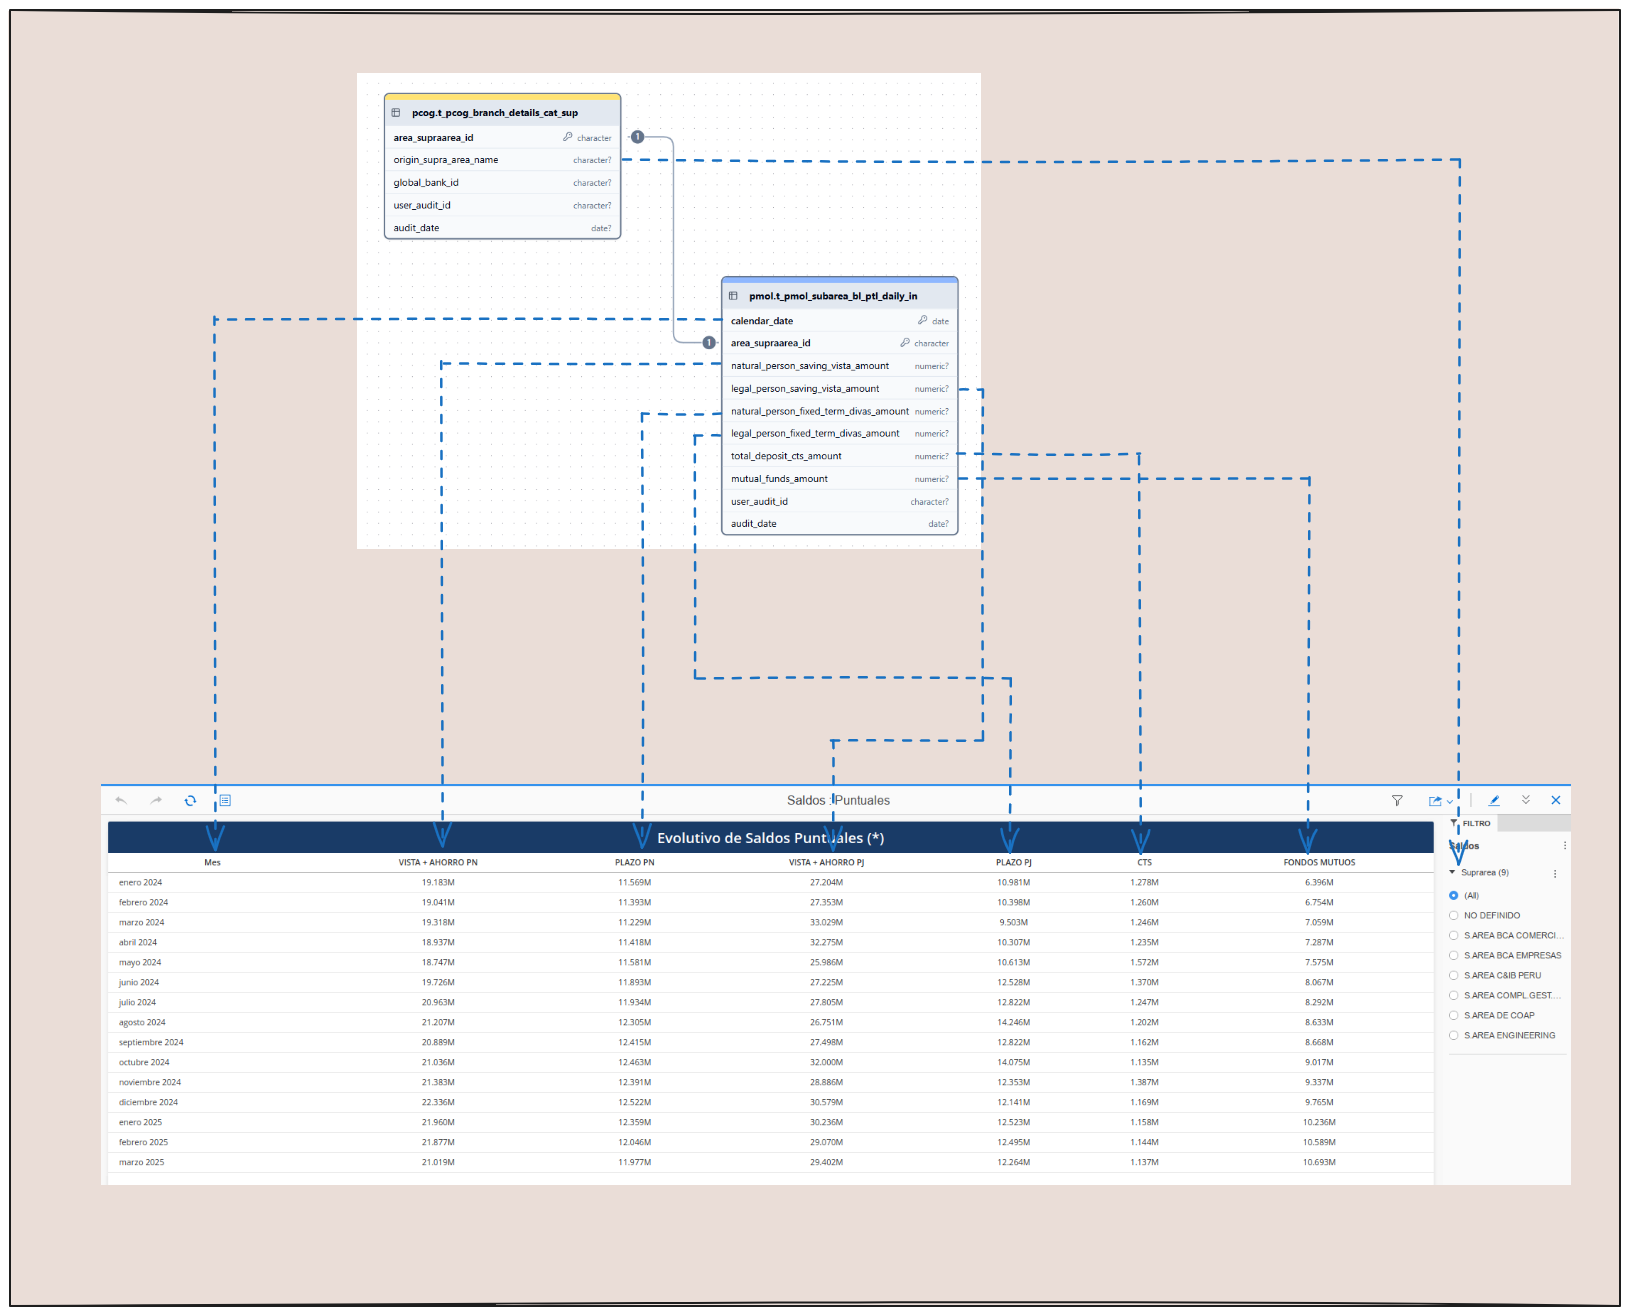 pcog.t_pcog_branch_details_cat_sup
area_supraarea_id character
origin_supra_area_name character?
global_bank_id character?
user_audit_id character?
audit_date date?
1
pmol.t_pmol_subarea_bl_ptl_daily_in
calendar_date date
1
area_supraarea_id character
natural_person_saving_vista_amount numeric?
legal_person_saving_vista_amount numeric?
natural_person_fixed_term_divas_amount numeric?
legal_person_fixed_term_divas_amount numeric?
total_deposit_cts_amount numeric?
mutual_funds_amount numeric?
user_audit_id character?
audit_date date?
Saldos : Puntuales
Evolutivo de Saldos Puntuales (*)
Mes VISTA + AHORRO PN PLAZO PN VISTA + AHORRO PJ PLAZO PJ CTS FONDOS MUTUOS
enero 2024 19.183M 11.569M 27.204M 10.981M 1.278M 6.396M
febrero 2024 19.041M 11.393M 27.353M 10.398M 1.260M 6.754M
marzo 2024 19.318M 11.229M 33.029M 9.503M 1.246M 7.059M
abril 2024 18.937M 11.418M 32.275M 10.307M 1.235M 7.287M
mayo 2024 18.747M 11.581M 25.986M 10.613M 1.572M 7.575M
junio 2024 19.726M 11.893M 27.225M 12.528M 1.370M 8.067M
julio 2024 20.963M 11.934M 27.805M 12.822M 1.247M 8.292M
agosto 2024 21.207M 12.305M 26.751M 14.246M 1.202M 8.633M
septiembre 2024 20.889M 12.415M 27.498M 12.822M 1.162M 8.668M
octubre 2024 21.036M 12.463M 32.000M 14.075M 1.135M 9.017M
noviembre 2024 21.383M 12.391M 28.886M 12.353M 1.387M 9.337M
diciembre 2024 22.336M 12.522M 30.579M 12.141M 1.169M 9.765M
enero 2025 21.960M 12.359M 30.236M 12.523M 1.158M 10.236M
febrero 2025 21.877M 12.046M 29.070M 12.495M 1.144M 10.589M
marzo 2025 21.019M 11.977M 29.402M 12.264M 1.137M 10.693M
FILTRO
Saldos
Suprarea (9)
(All)
NO DEFINIDO
S.AREA BCA COMERCI...
S.AREA BCA EMPRESAS
S.AREA C&IB PERU
S.AREA COMPL.GEST....
S.AREA DE COAP
S.AREA ENGINEERING